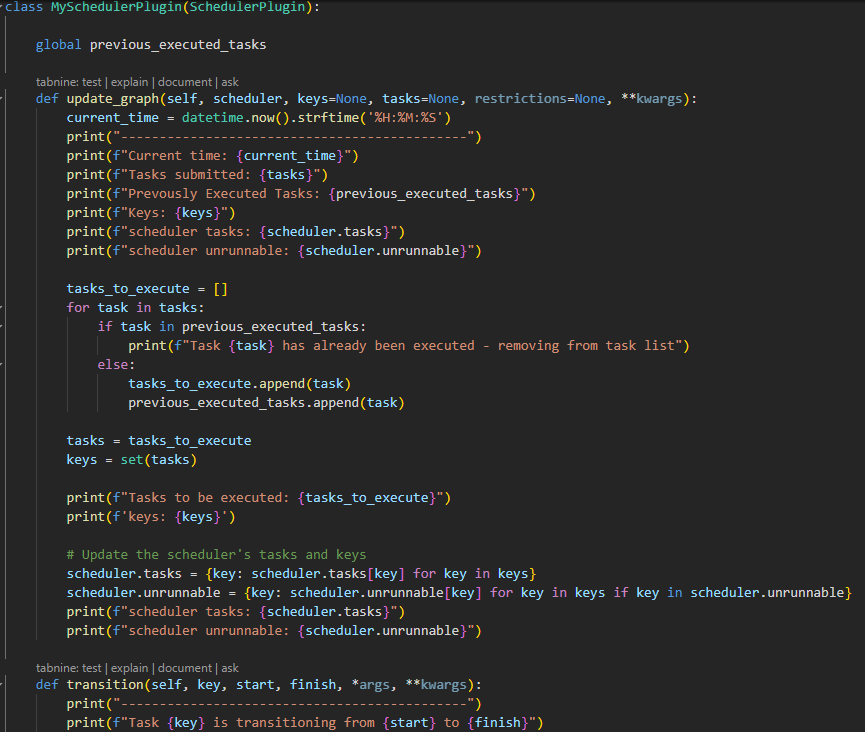 class MySchedulerPlugin(SchedulerPlugin):
global previous_executed_tasks
tabnine: test | explain | document | ask
def update_graph(self, scheduler, keys=None, tasks=None, restrictions=None, **kwargs):
current_time = datetime.now().strftime('%H:%M:%S')
print("----------------------------------------------")
print(f"Current time: {current_time}")
print(f"Tasks submitted: {tasks}")
print(f"Prevously Executed Tasks: {previous_executed_tasks}")
print(f"Keys: {keys}")
print(f"scheduler tasks: {scheduler.tasks}")
print(f"scheduler unrunnable: {scheduler.unrunnable}")
tasks_to_execute = []
for task in tasks:
if task in previous_executed_tasks:
print(f"Task {task} has already been executed - removing from task list")
else:
tasks_to_execute.append(task)
previous_executed_tasks.append(task)
tasks = tasks_to_execute
keys = set(tasks)
print(f"Tasks to be executed: {tasks_to_execute}")
print(f'keys: {keys}')
# Update the scheduler's tasks and keys
scheduler.tasks = {key: scheduler.tasks[key] for key in keys}
scheduler.unrunnable = {key: scheduler.unrunnable[key] for key in keys if key in scheduler.unrunnable}
print(f"scheduler tasks: {scheduler.tasks}")
print(f"scheduler unrunnable: {scheduler.unrunnable}")
tabnine: test | explain | document | ask
def transition(self, key, start, finish, *args, **kwargs):
print("----------------------------------------------")
print(f"Task {key} is transitioning from {start} to {finish}")